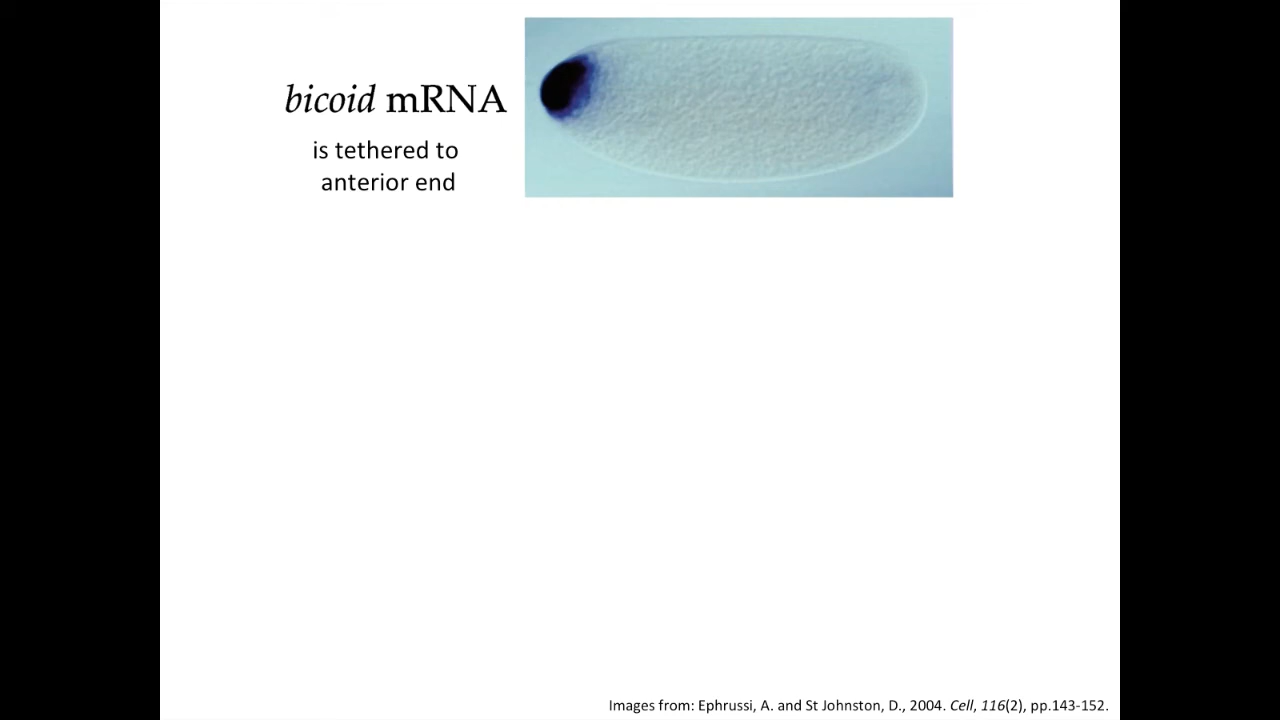 bicoid mRNA
is tethered to
anterior end
Images from: Ephrussi, A. and St Johnston, D., 2004. Cell, 116(2), pp.143-152.